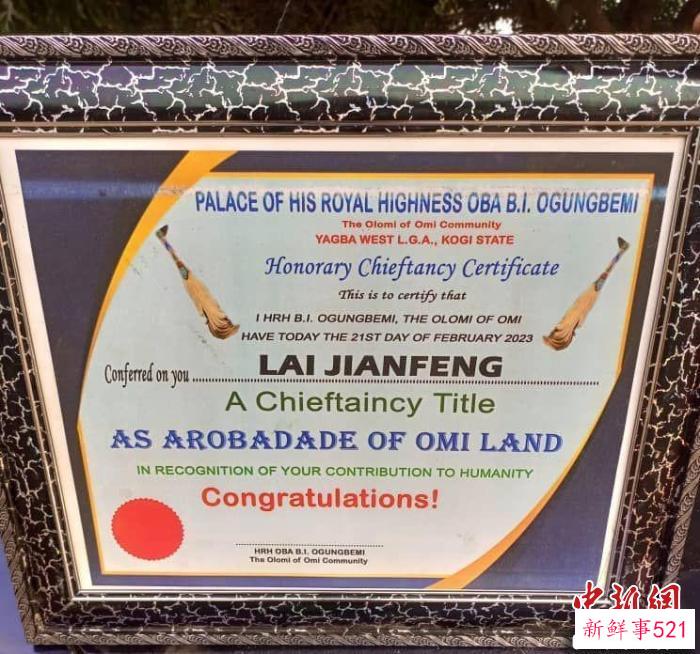 PALACE OF HIS ROYAL HIGHNESS OBA B.I. OGUNGBEMI
The Olomi of Omi Community
YAGBA WEST L.G.A., KOGI STATE
Honorary Chieftancy Certificate
This is to certify that
I HRH B.I. OGUNGBEMI, THE OLOMI OF OMI
HAVE TODAY THE 21ST DAY OF FEBRUARY 2023
Conferred on you LAI JIANFENG
A Chieftaincy Title
AS AROBADADE OF OMI LAND
IN RECOGNITION OF YOUR CONTRIBUTION TO HUMANITY
Congratulations!
HRH OBA B.I. OGUNGBEMI
The Olomi of Omi Community
中新網
新鲜事521